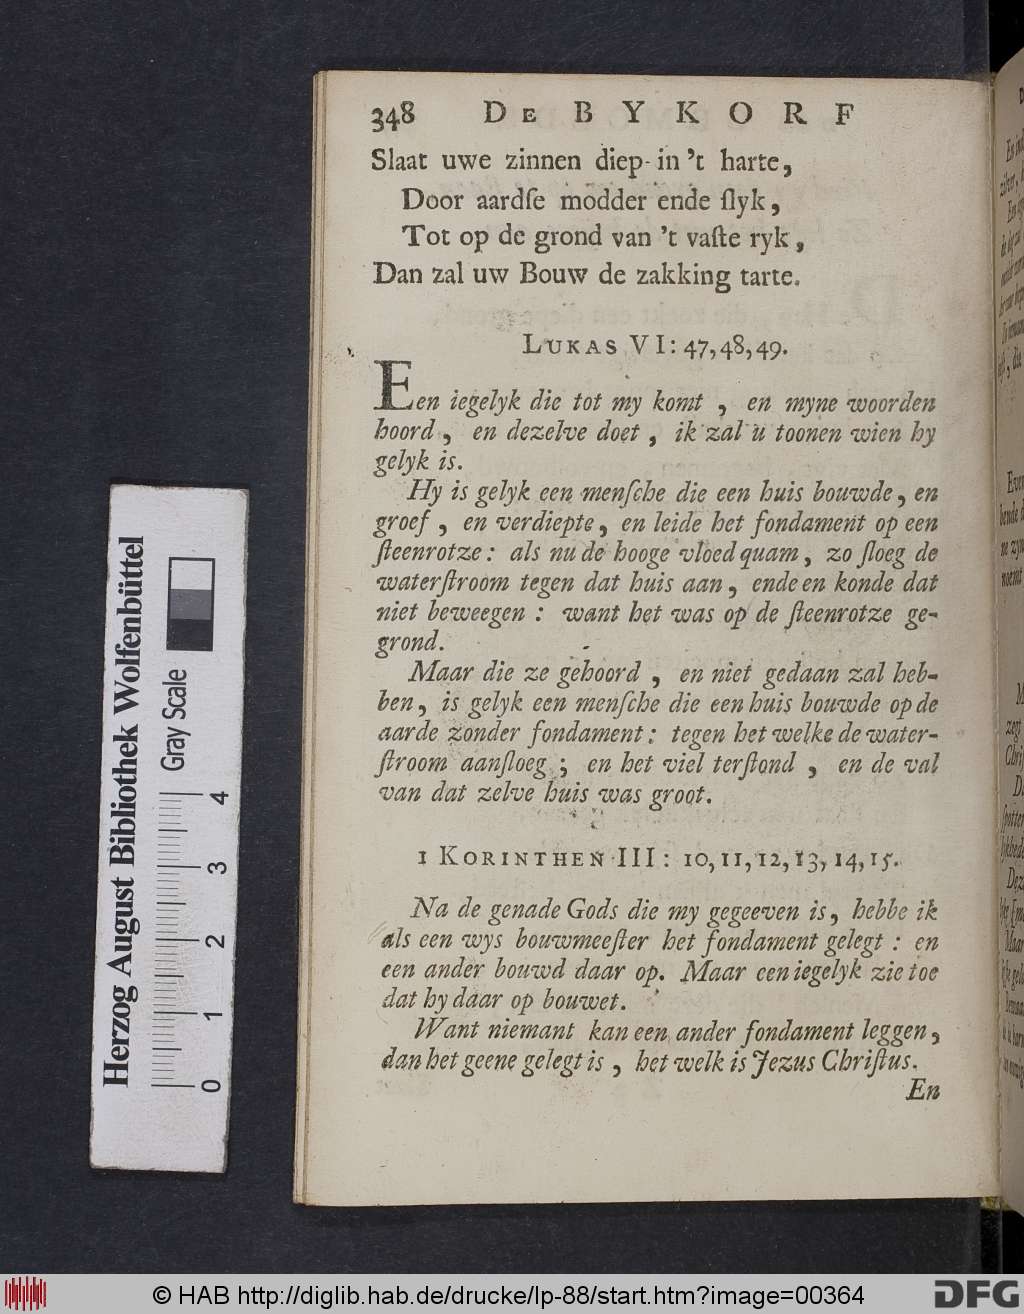 348 DE BYKORF
Slaat uwe zinnen diep in 't harte,
Door aardſe modder ende ſlyk,
Tot op de grond van 't vaſte ryk,
Dan zal uw Bouw de zakking tarte.
LUKAS VI: 47,48,49.
Een iegelyk die tot my komt, en myne woorden
hoord, en dezelve doet, ik zal u toonen wien hy
gelyk is.
Hy is gelyk een menſche die een huis bouwde, en
groef, en verdiepte, en leide het fondament op een
ſteenrotze: als nu de hooge vloed quam, zo ſloeg de
waterſtroom tegen dat huis aan, ende en konde dat
niet beweegen: want het was op de ſteenrotze ge-
grond.
Maar die ze gehoord, en niet gedaan zal heb-
ben, is gelyk een menſche die een huis bouwde op de
aarde zonder fondament: tegen het welke de water-
ſtroom aanſloeg; en het viel terſtond, en de val
van dat zelve huis was groot.
1 KORINTHEN III: 10,11,12,13,14,15.
Na de genade Gods die my gegeeven is, hebbe ik
als een wys bouwmeeſter het fondament gelegt: en
een ander bouwd daar op. Maar een iegelyk zie toe
dat hy daar op bouwet.
Want niemant kan een ander fondament leggen,
dan het geene gelegt is, het welk is Jezus Chriſtus.
En
Herzog August Bibliothek Wolfenbüttel
Gray Scale
0 1 2 3 4
© HAB http://diglib.hab.de/drucke/lp-88/start.htm?image=00364
DFG